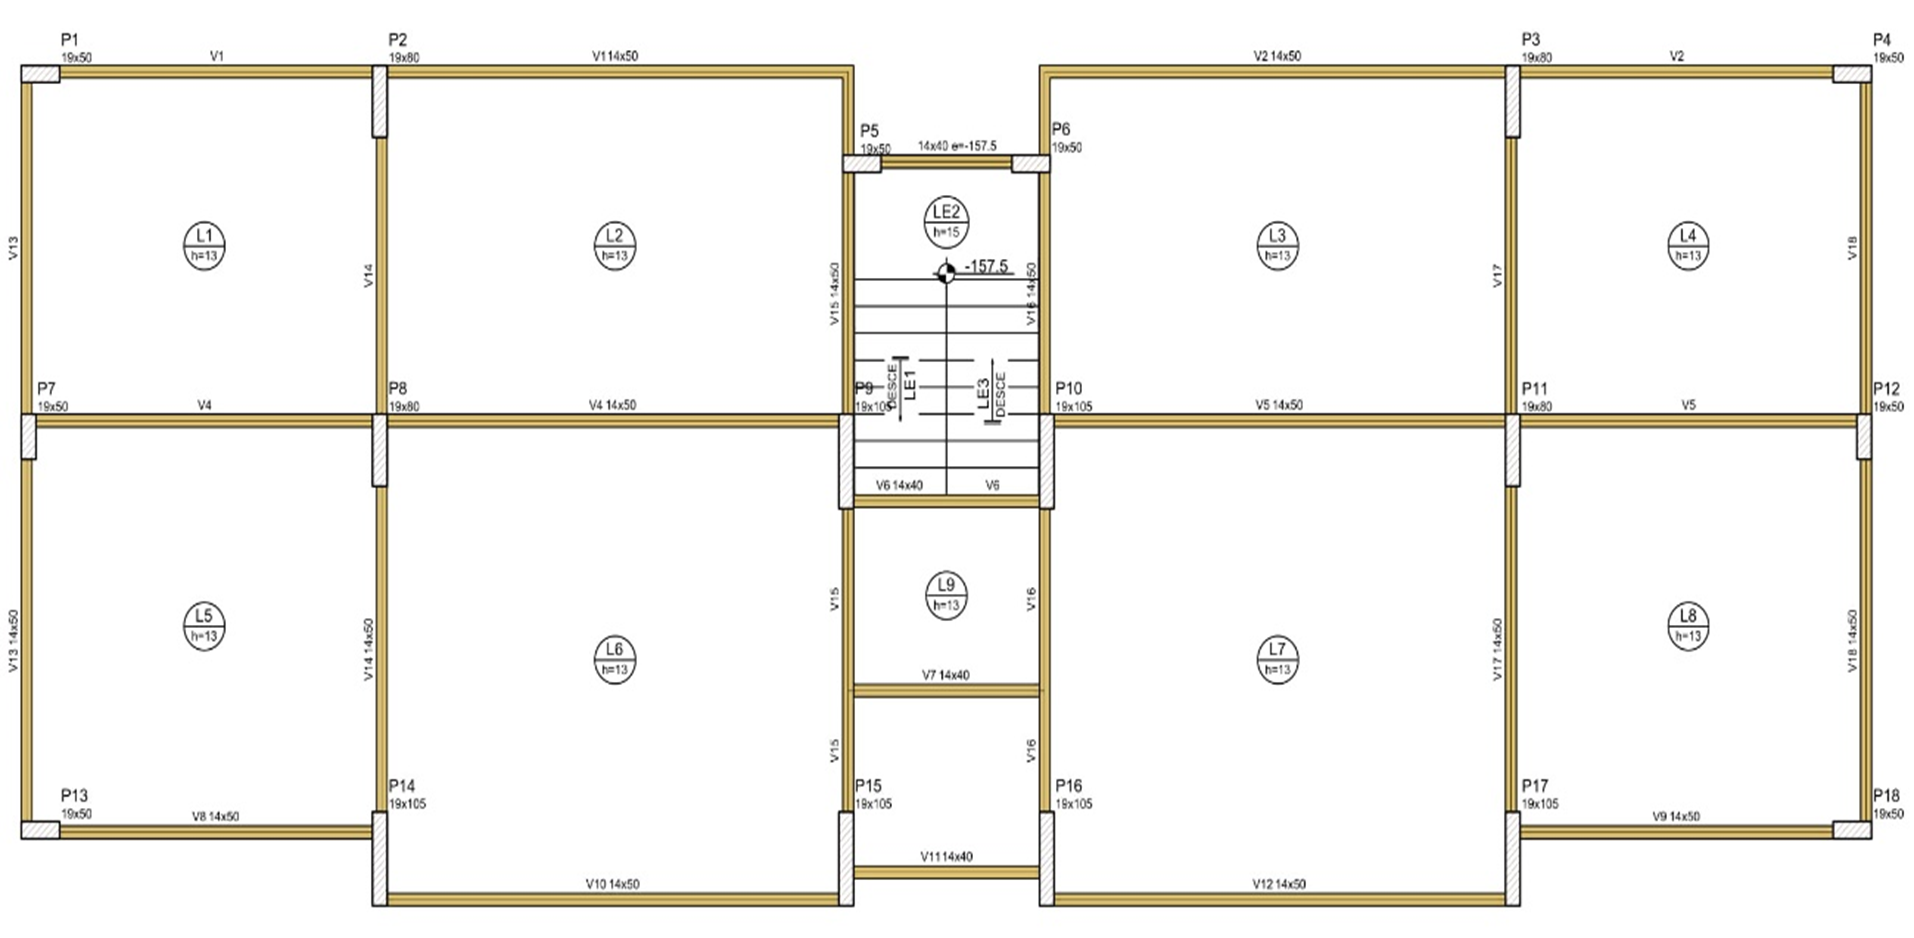 P1
19x50
V1
P2
19x80
V1 14x50
V2 14x50
P3
19x80
V2
P4
19x50
P5
19x50
14x40 e=-157.5
P6
19x50
V13
L1
h=13
V14
L2
h=13
V15 14x50
LE2
h=15
-157.5
V16 14x50
L3
h=13
V17
L4
h=13
V18
P7
19x50
V4
P8
19x80
V4 14x50
P9
19x105
DESCE
LE1
LE3
DESCE
P10
19x105
V5 14x50
P11
19x80
V5
P12
19x50
V6 14x40
V6
V13 14x50
L5
h=13
V14 14x50
L6
h=13
V15
L9
h=13
V16
L7
h=13
V17 14x50
L8
h=13
V18 14x50
V7 14x40
V15
V16
P13
19x50
V8 14x50
P14
19x105
P15
19x105
P16
19x105
P17
19x105
V9 14x50
P18
19x50
V11 14x40
V10 14x50
V12 14x50